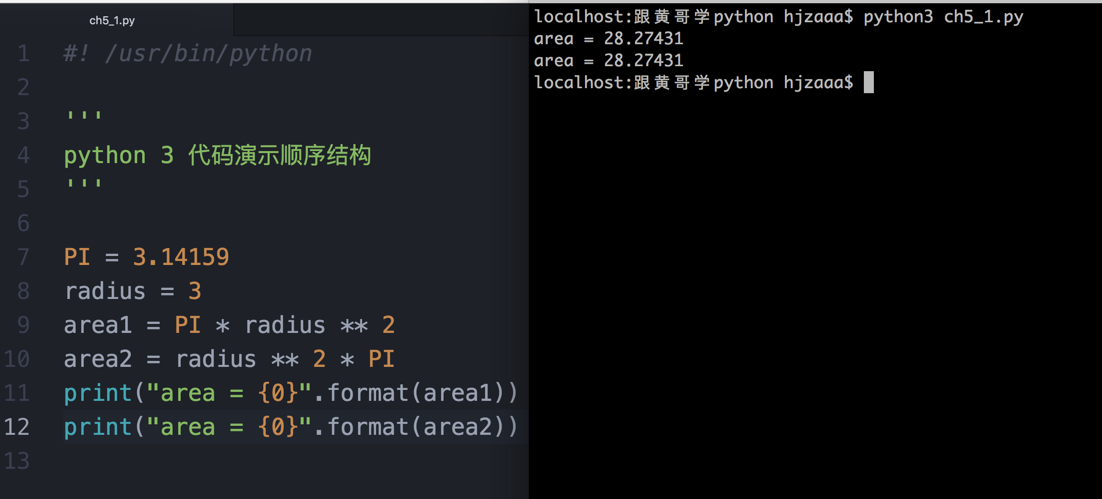 ch5_1.py
1 #! /usr/bin/python
2
3 '''
4 python 3 代码演示顺序结构
5 '''
6
7 PI = 3.14159
8 radius = 3
9 area1 = PI * radius ** 2
10 area2 = radius ** 2 * PI
11 print("area = {0}".format(area1))
12 print("area = {0}".format(area2))
13
localhost:跟黄哥学python hjzaaa$ python3 ch5_1.py
area = 28.27431
area = 28.27431
localhost:跟黄哥学python hjzaaa$